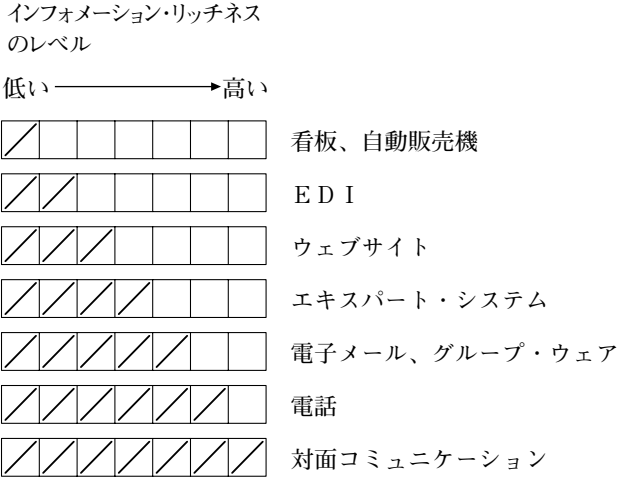 インフォメーション・リッチネス
のレベル
低い 高い
看板、自動販売機
ＥＤＩ
ウェブサイト
エキスパート・システム
電子メール、グループ・ウェア
電話
対面コミュニケーション